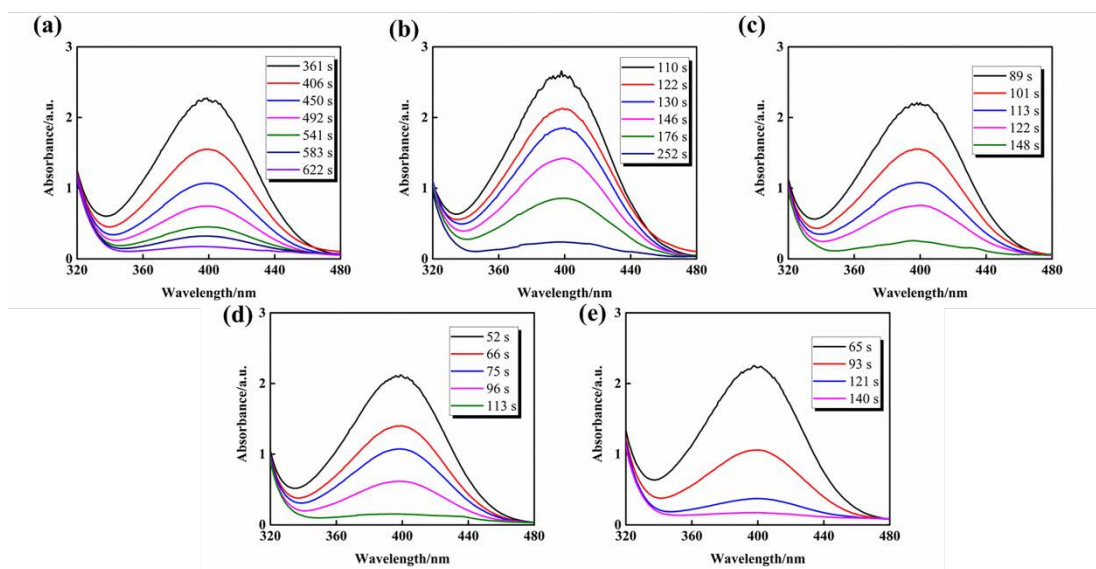 (a)
3
2
1
0
Absorbance/a.u.
320 360 400 440 480
Wavelength/nm
361 s
406 s
450 s
492 s
541 s
583 s
622 s
(b)
3
2
1
0
Absorbance/a.u.
320 360 400 440 480
Wavelength/nm
110 s
122 s
130 s
146 s
176 s
252 s
(c)
3
2
1
0
Absorbance/a.u.
320 360 400 440 480
Wavelength/nm
89 s
101 s
113 s
122 s
148 s
(d)
3
2
1
0
Absorbance/a.u.
320 360 400 440 480
Wavelength/nm
52 s
66 s
75 s
96 s
113 s
(e)
3
2
1
0
Absorbance/a.u.
320 360 400 440 480
Wavelength/nm
65 s
93 s
121 s
140 s